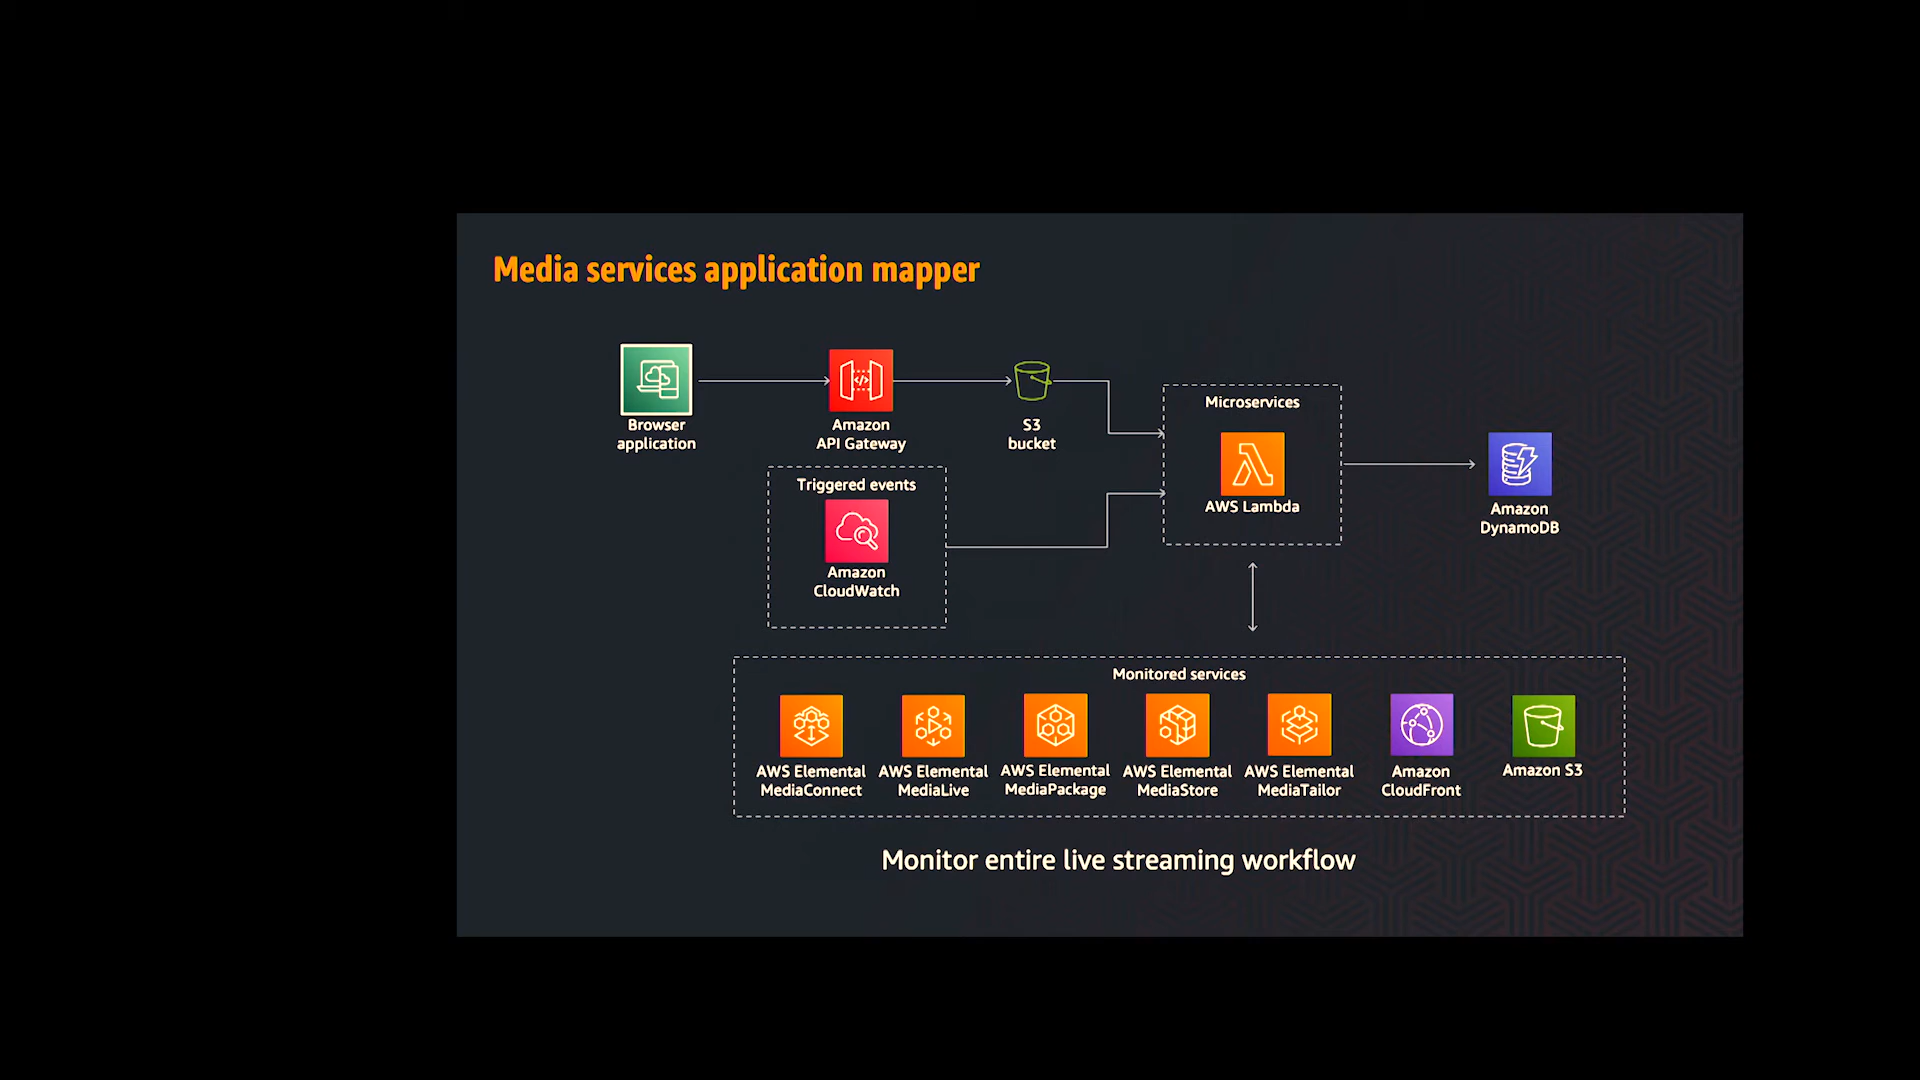 Media services application mapper
Browser
application
Amazon
API Gateway
S3
bucket
Microservices
AWS Lambda
Amazon
DynamoDB
Triggered events
Amazon
CloudWatch
Monitored services
AWS Elemental
MediaConnect
AWS Elemental
MediaLive
AWS Elemental
MediaPackage
AWS Elemental
MediaStore
AWS Elemental
MediaTailor
Amazon
CloudFront
Amazon S3
Monitor entire live streaming workflow